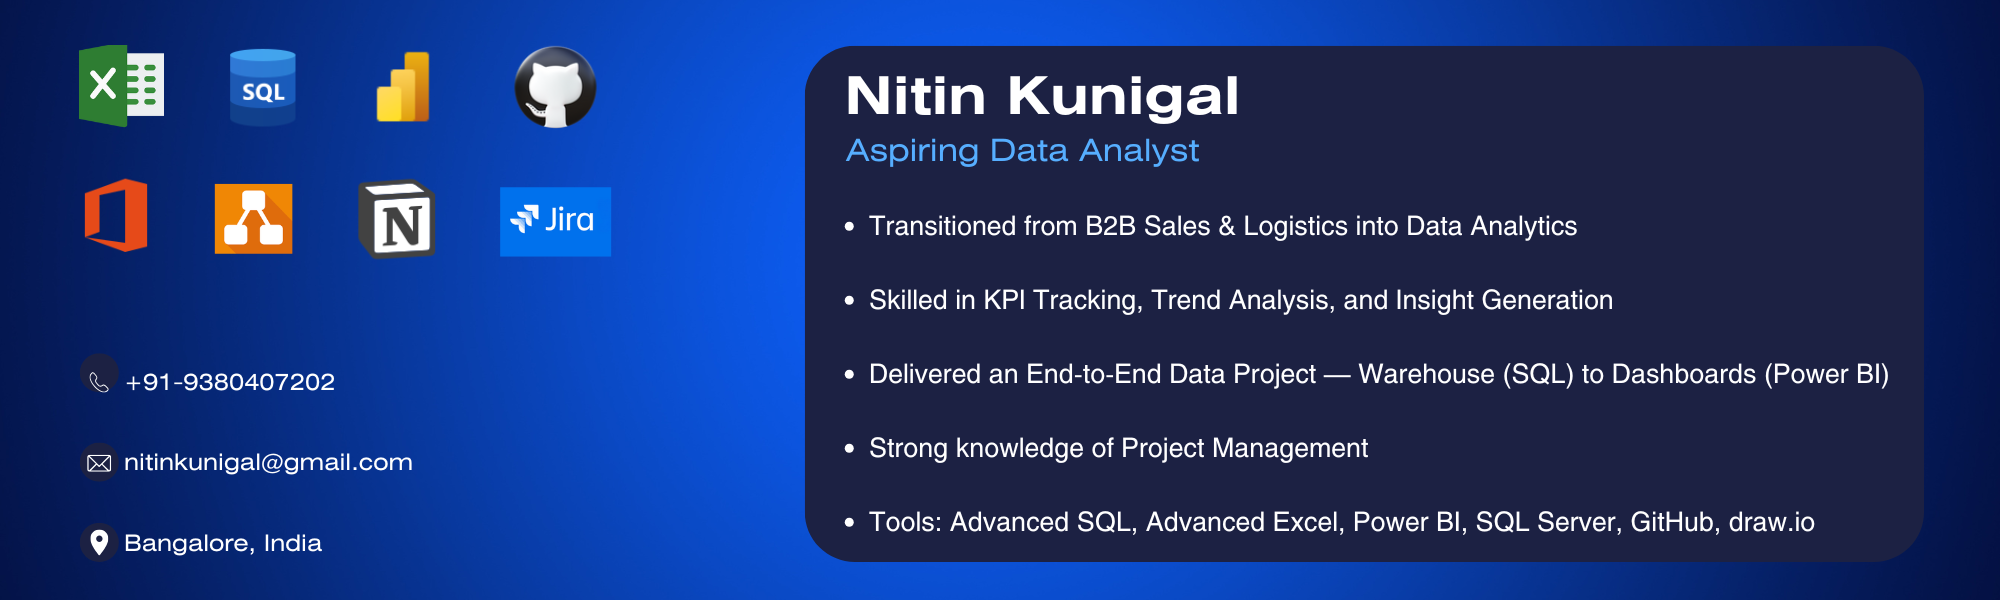 X
SQL
N
Jira
+91-9380407202
nitinkunigal@gmail.com
Bangalore, India
Nitin Kunigal
Aspiring Data Analyst
• Transitioned from B2B Sales & Logistics into Data Analytics
• Skilled in KPI Tracking, Trend Analysis, and Insight Generation
• Delivered an End-to-End Data Project — Warehouse (SQL) to Dashboards (Power BI)
• Strong knowledge of Project Management
• Tools: Advanced SQL, Advanced Excel, Power BI, SQL Server, GitHub, draw.io